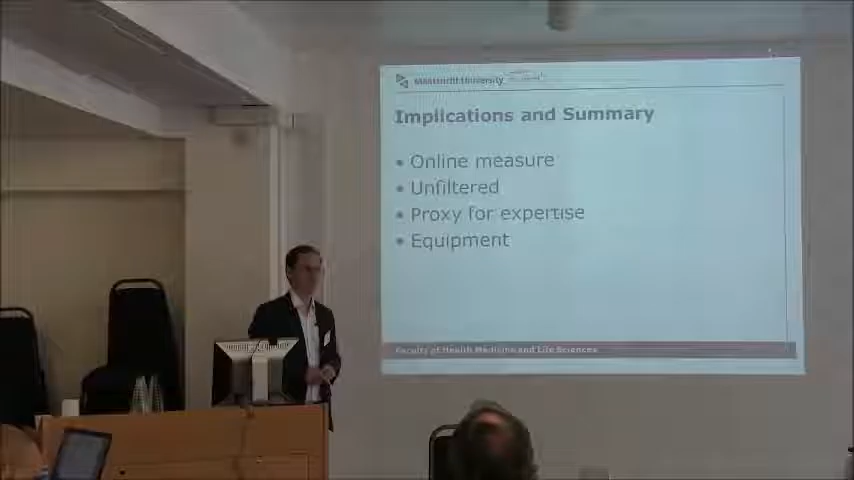 Maastricht University
Implications and Summary
• Online measure
• Unfiltered
• Proxy for expertise
• Equipment
Faculty of Health Medicine and Life Sciences